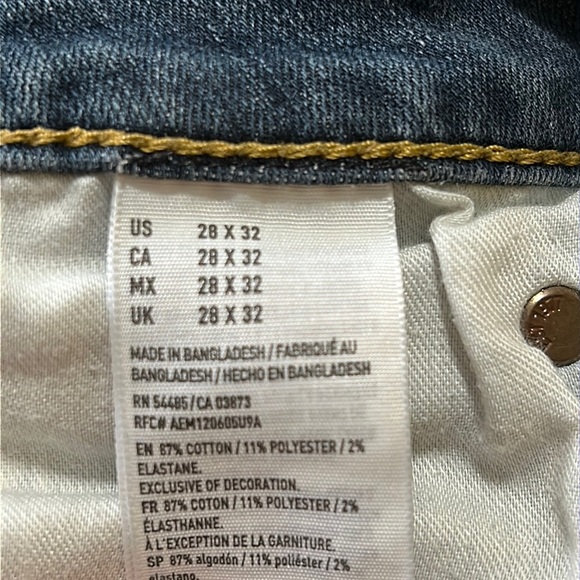 US 28 X 32
CA 28 X 32
MX 28 X 32
UK 28 X 32
MADE IN BANGLADESH / FABRIQUÉ AU
BANGLADESH / HECHO EN BANGLADESH
RN 54485 / CA 03873
RFC# AEM120605U9A
EN 87% COTTON / 11% POLYESTER / 2%
ELASTANE.
EXCLUSIVE OF DECORATION.
FR 87% COTON / 11% POLYESTER / 2%
ÉLASTHANNE.
À L'EXCEPTION DE LA GARNITURE.
SP 87% algodón / 11% poliéster / 2%
elastano.